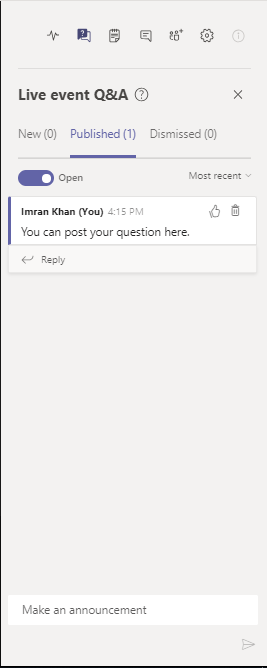 Live event Q&A
New (0) Published (1) Dismissed (0)
Open Most recent
Imran Khan (You) 4:15 PM
You can post your question here.
Reply
Make an announcement